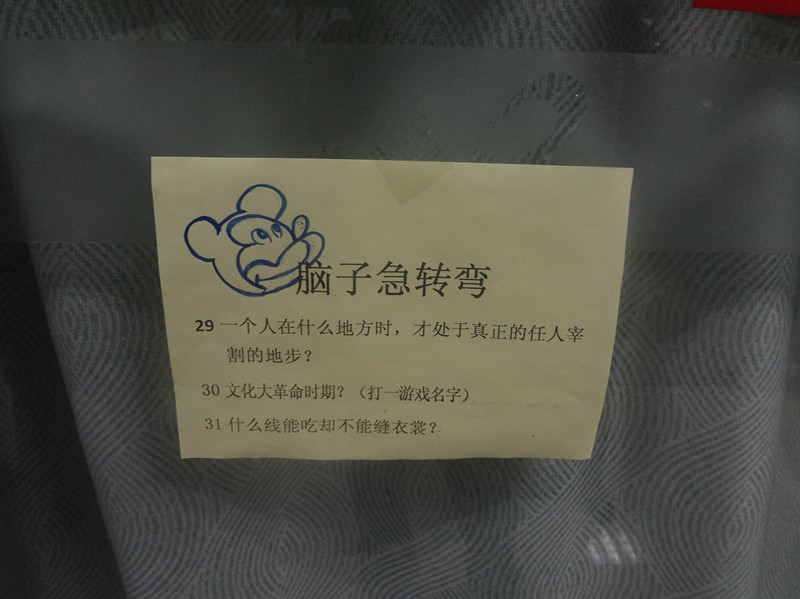 脑子急转弯
29 一个人在什么地方时，才处于真正的任人宰
割的地步？
30 文化大革命时期？（打一游戏名字）
31 什么线能吃却不能缝衣裳？